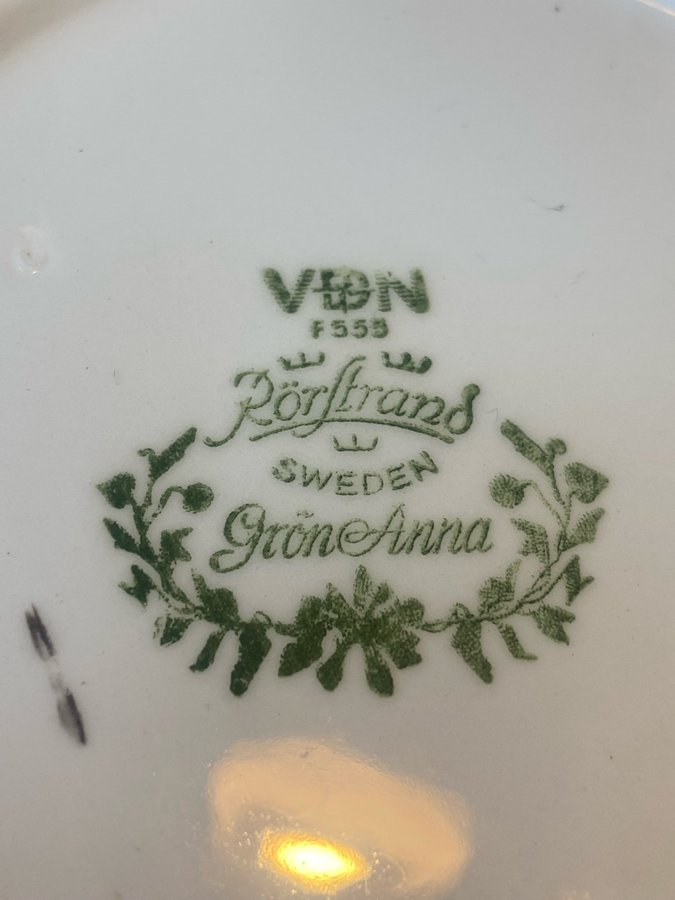 VDN
F555
Rörstrand
SWEDEN
Grön Anna